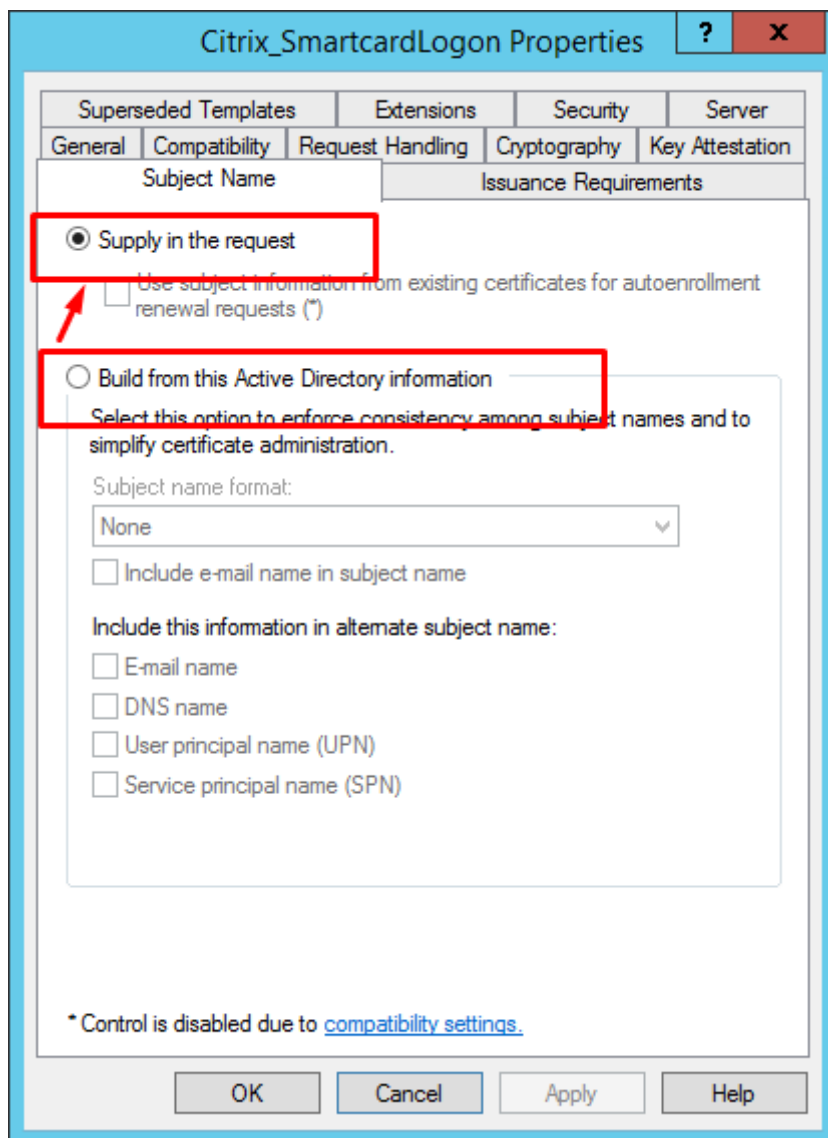 Citrix_SmartcardLogon Properties
?
x
Superseded Templates Extensions Security Server
General Compatibility Request Handling Cryptography Key Attestation
Subject Name Issuance Requirements
Supply in the request
Use subject information from existing certificates for autoenrollment
renewal requests (*)
Build from this Active Directory information
Select this option to enforce consistency among subject names and to
simplify certificate administration.
Subject name format:
None
Include e-mail name in subject name
Include this information in alternate subject name:
E-mail name
DNS name
User principal name (UPN)
Service principal name (SPN)
* Control is disabled due to compatibility settings.
OK Cancel Apply Help